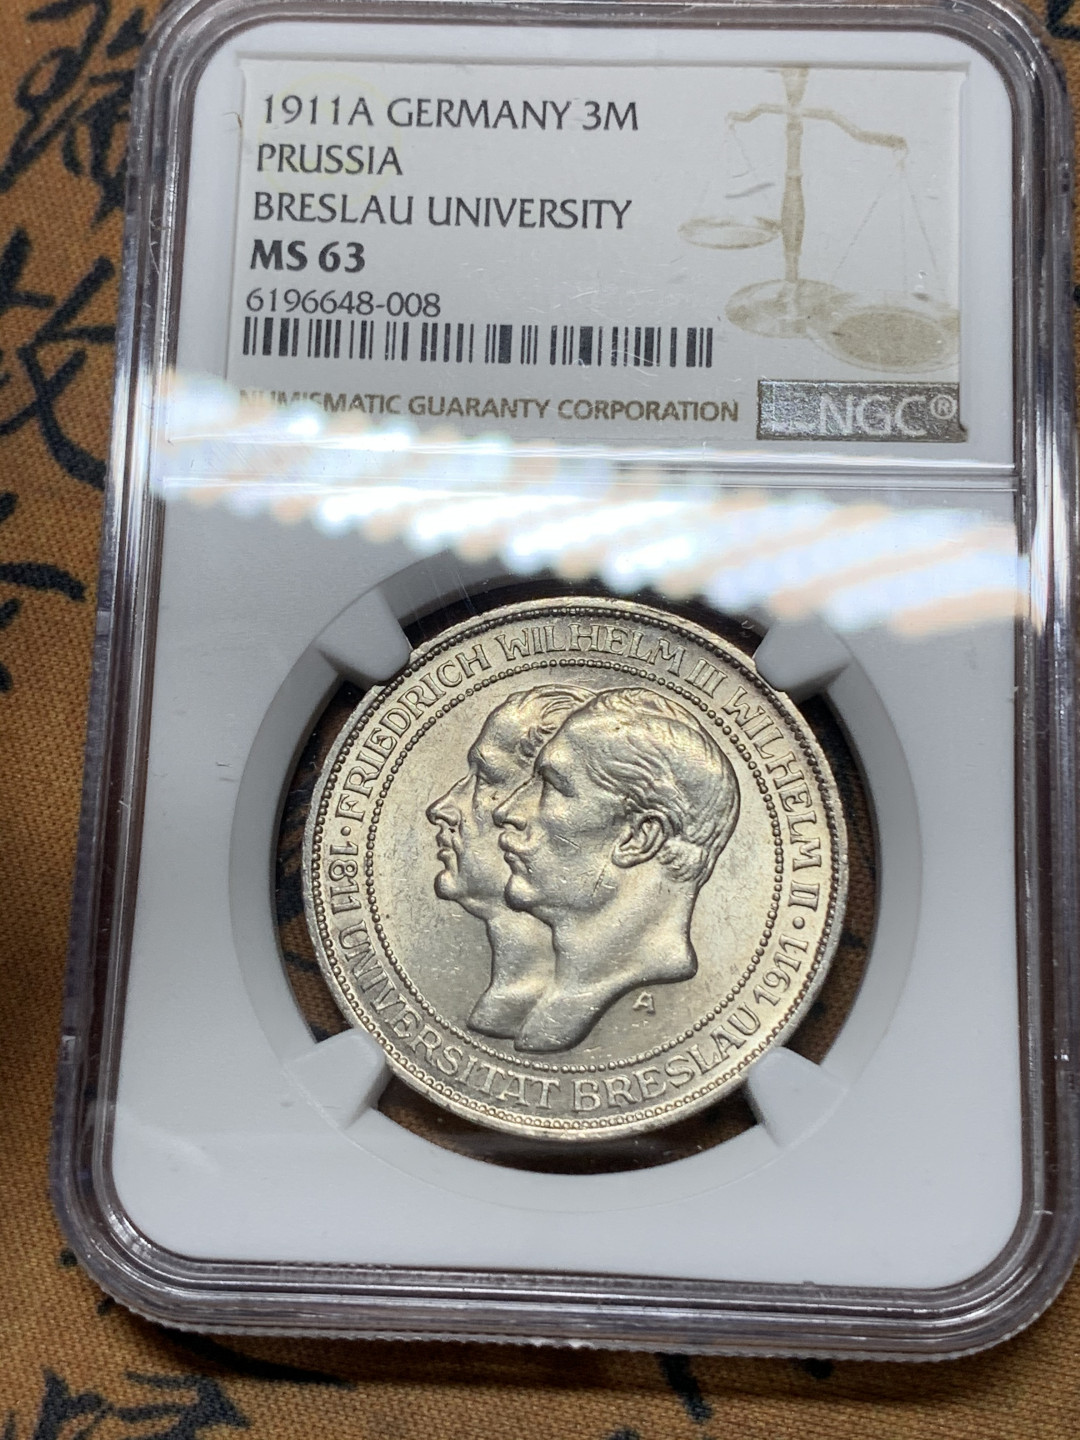 1911A GERMANY 3M
PRUSSIA
BRESLAU UNIVERSITY
MS 63
6196648-008
NUMISMATIC GUARANTY CORPORATION
NGC®
FRIEDRICH WILHELM III WILHELM II •
1811 UNIVERSITÄT BRESLAU 1911 •
A